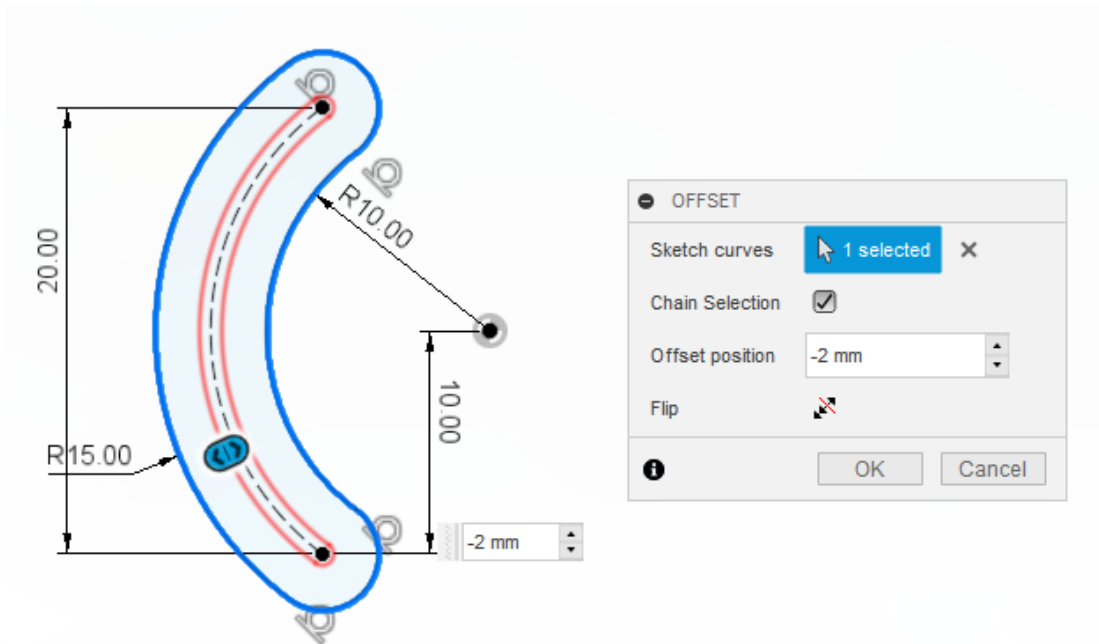 20.00
R10.00
10.00
R15.00
-2 mm
OFFSET
Sketch curves
1 selected
Chain Selection
Offset position
-2 mm
Flip
OK
Cancel